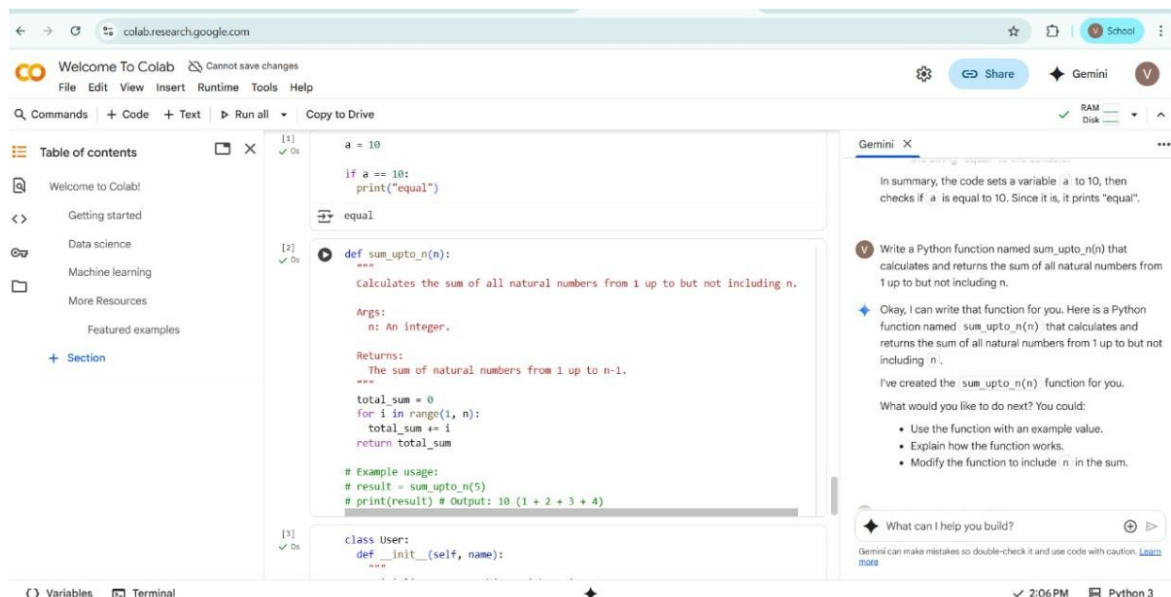 colab.research.google.com
School
Welcome To Colab
Cannot save changes
File Edit View Insert Runtime Tools Help
Share
Gemini
V
Commands + Code + Text Run all Copy to Drive
RAM
Disk
Table of contents
Welcome to Colab!
Getting started
Data science
Machine learning
More Resources
Featured examples
+ Section
[1]
0s
a = 10
if a == 10:
print("equal")
equal
[2]
0s
def sum_upto_n(n):
"""
Calculates the sum of all natural numbers from 1 up to but not including n.
Args:
n: An integer.
Returns:
The sum of natural numbers from 1 up to n-1.
"""
total_sum = 0
for i in range(1, n):
total_sum += i
return total_sum
# Example usage:
# result = sum_upto_n(5)
# print(result) # Output: 10 (1 + 2 + 3 + 4)
[3]
0s
class User:
def __init__(self, name):
"""
Gemini
In summary, the code sets a variable a to 10, then
checks if a is equal to 10. Since it is, it prints "equal".
V
Write a Python function named sum_upto_n(n) that
calculates and returns the sum of all natural numbers from
1 up to but not including n.
Okay, I can write that function for you. Here is a Python
function named sum_upto_n(n) that calculates and
returns the sum of all natural numbers from 1 up to but not
including n.
I've created the sum_upto_n(n) function for you.
What would you like to do next? You could:
• Use the function with an example value.
• Explain how the function works.
• Modify the function to include n in the sum.
What can I help you build?
Gemini can make mistakes so double-check it and use code with caution. Learn
more
Variables Terminal
2:06 PM Python 3